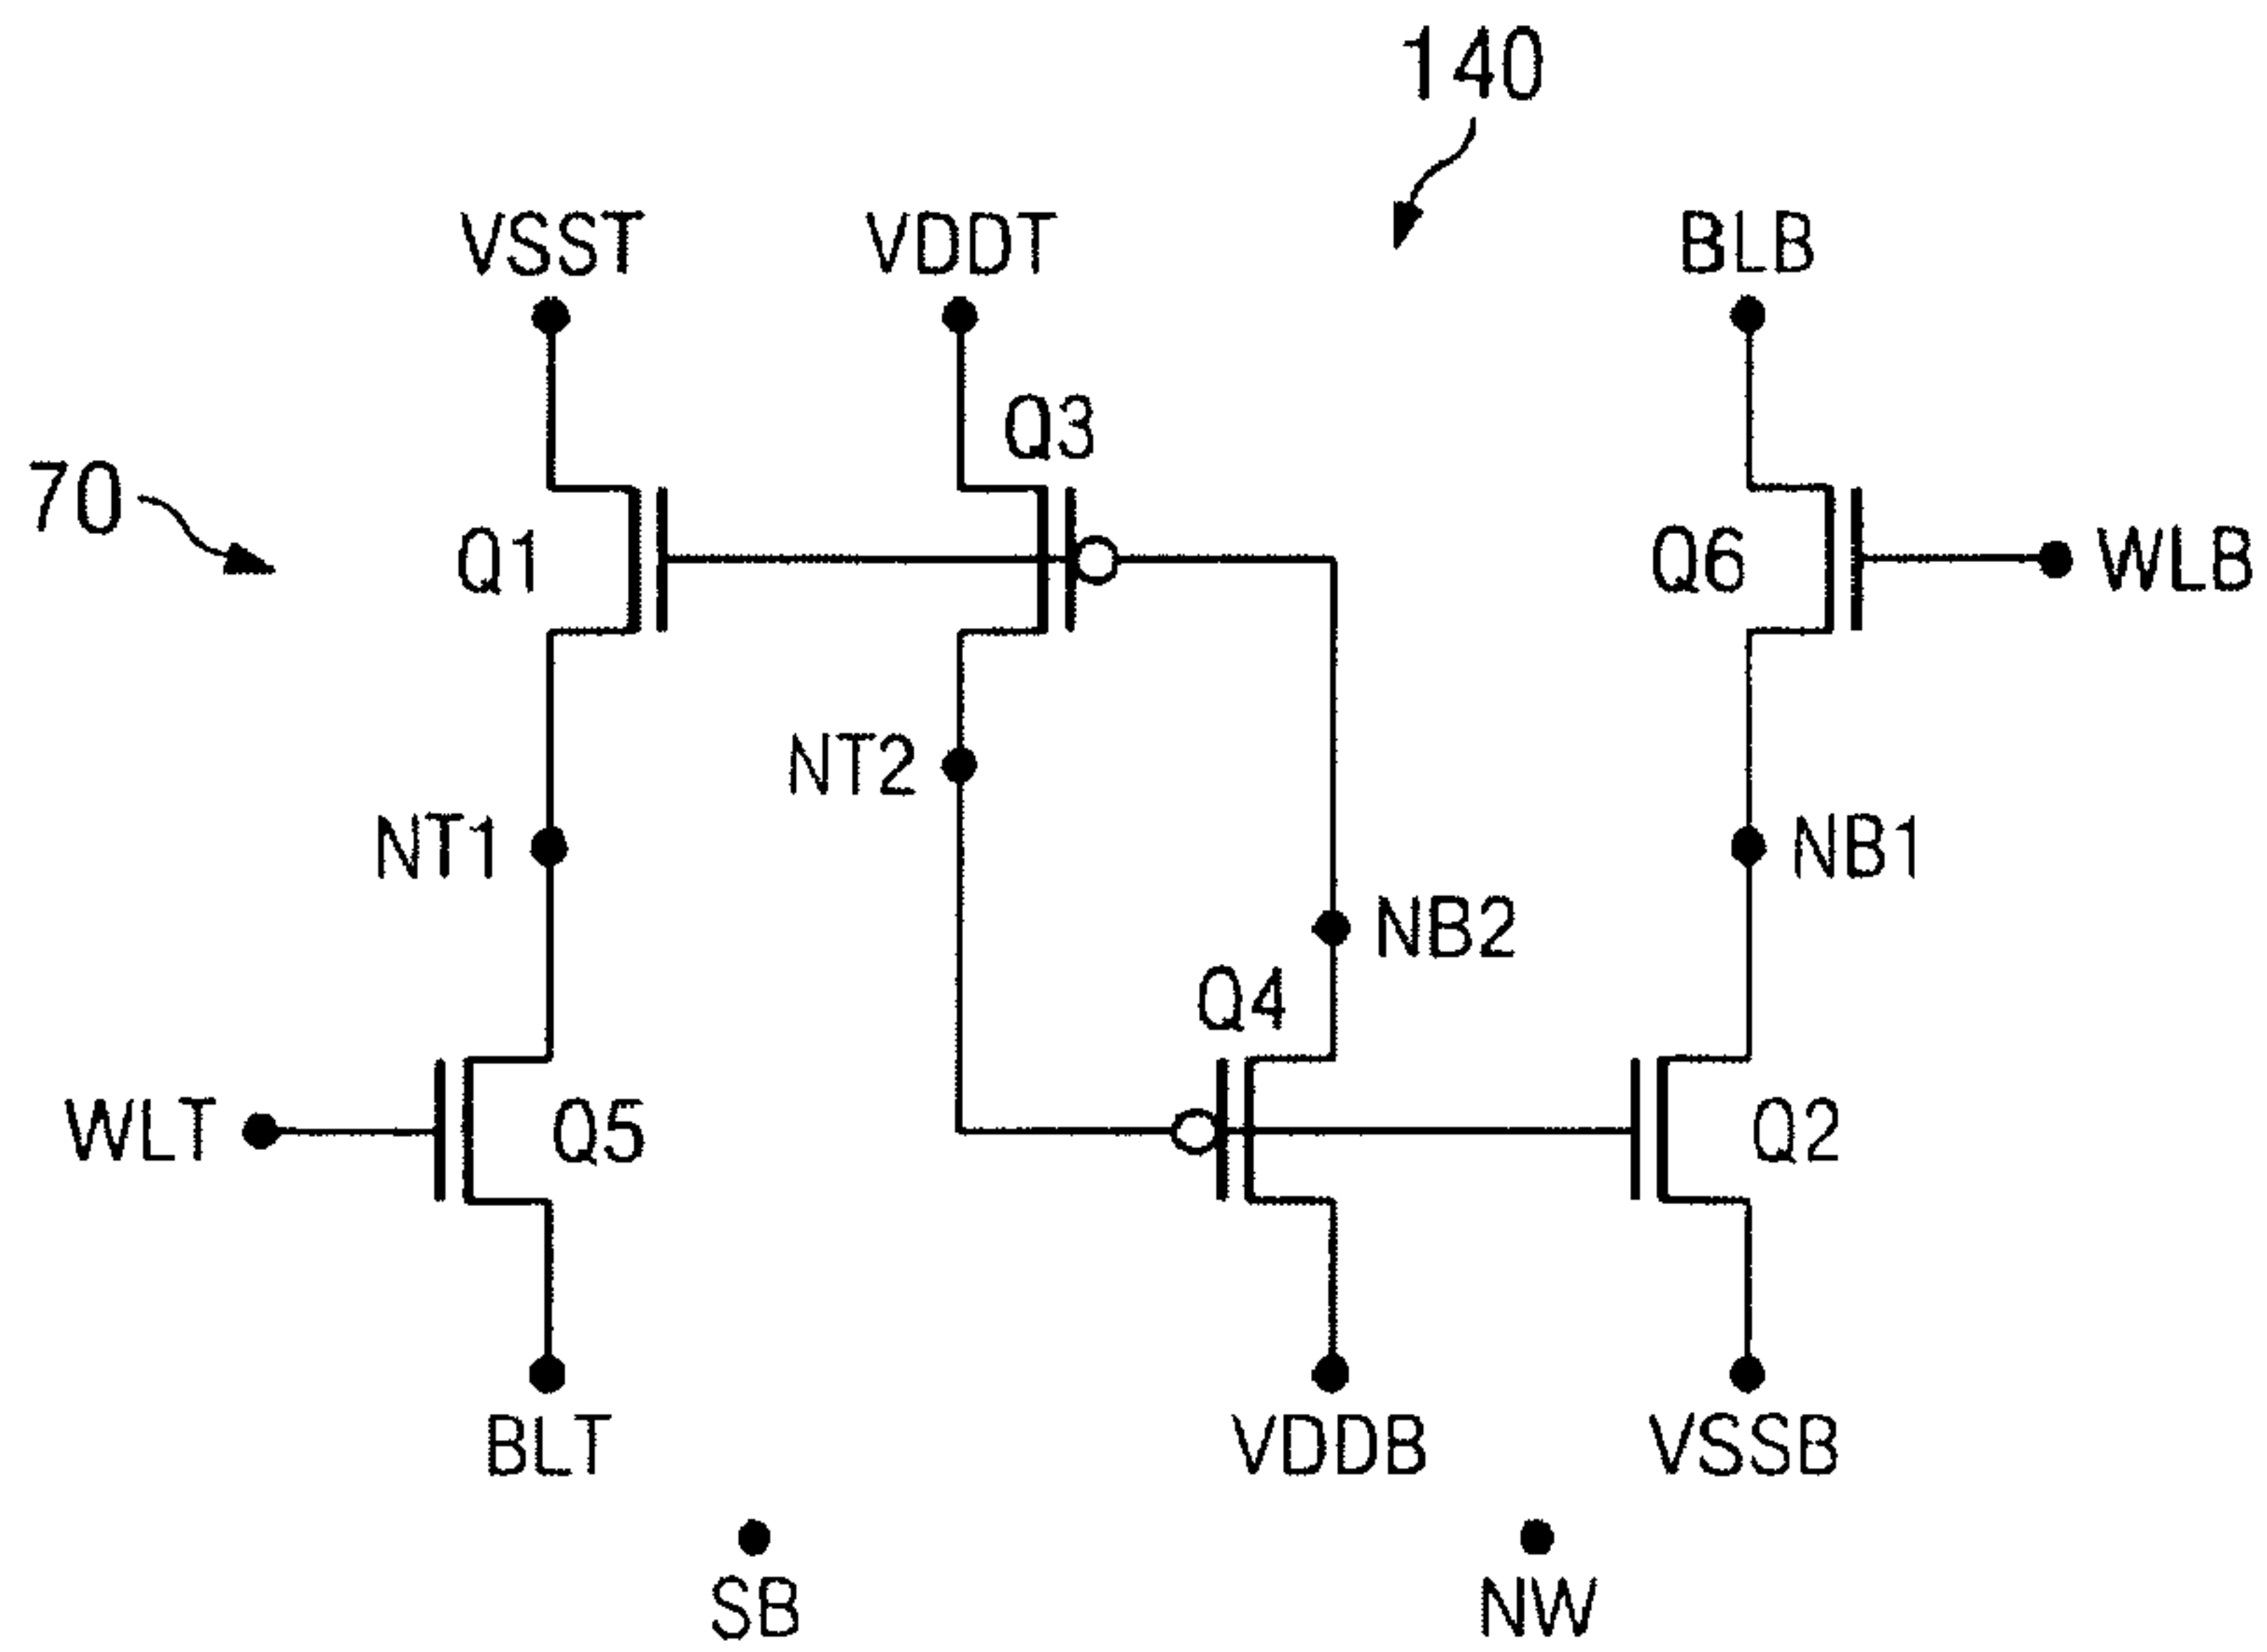 140
VSST
VDDT
BLB
Q3
70
Q1
Q6
WLB
NT2
NT1
NB1
NB2
Q4
WLT
Q5
Q2
BLT
VDDB
VSSB
SB
NW